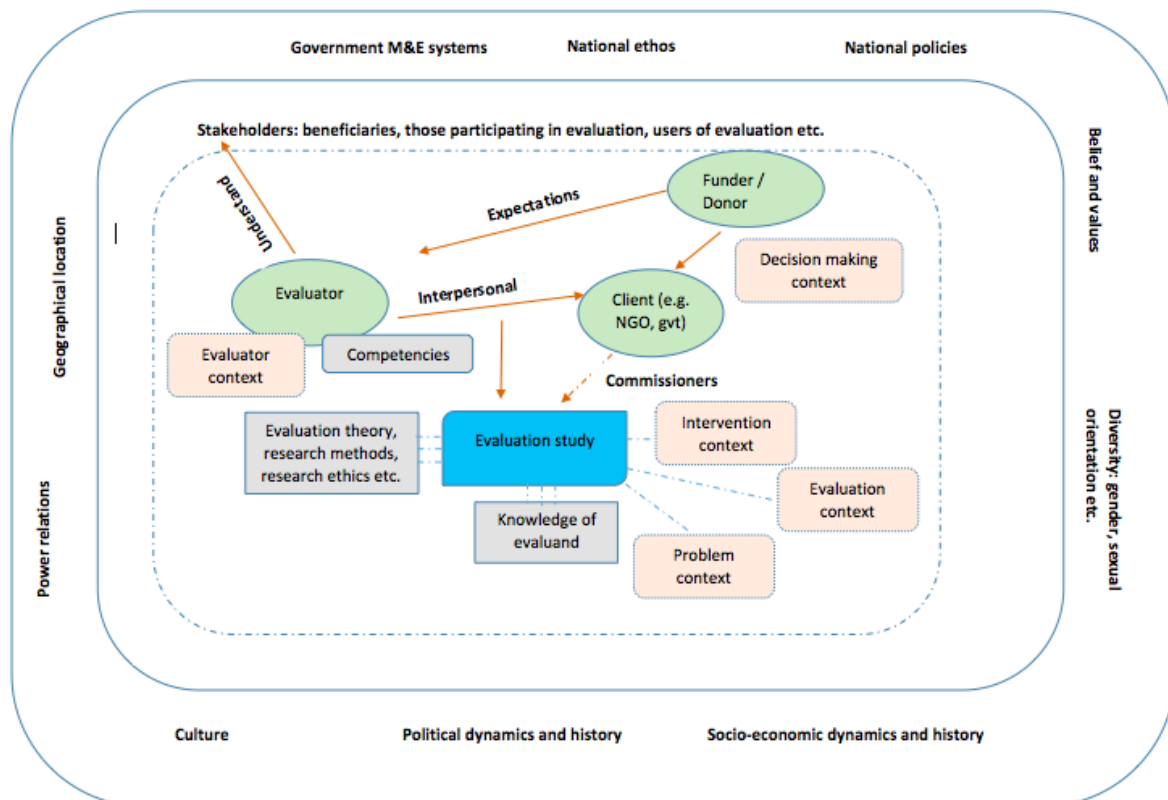 Government M&E systems
National ethos
National policies
Stakeholders: beneficiaries, those participating in evaluation, users of evaluation etc.
Belief and values
Understand
Expectations
Funder /
Donor
Geographical location
Decision making
context
Evaluator
Interpersonal
Client (e.g.
NGO, gvt)
Evaluator
context
Competencies
Commissioners
Evaluation theory,
research methods,
research ethics etc.
Evaluation study
Intervention
context
Diversity: gender, sexual
orientation etc.
Evaluation
context
Knowledge of
evaluand
Problem
context
Power relations
Culture
Political dynamics and history
Socio-economic dynamics and history